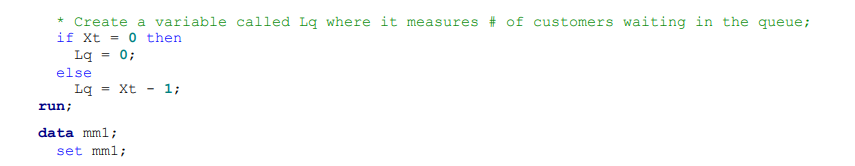 * Create a variable called Lq where it measures # of customers waiting in the queue;
if Xt = 0 then
Lq = 0;
else
Lq = Xt - 1;
run;
data mm1;
set mm1;